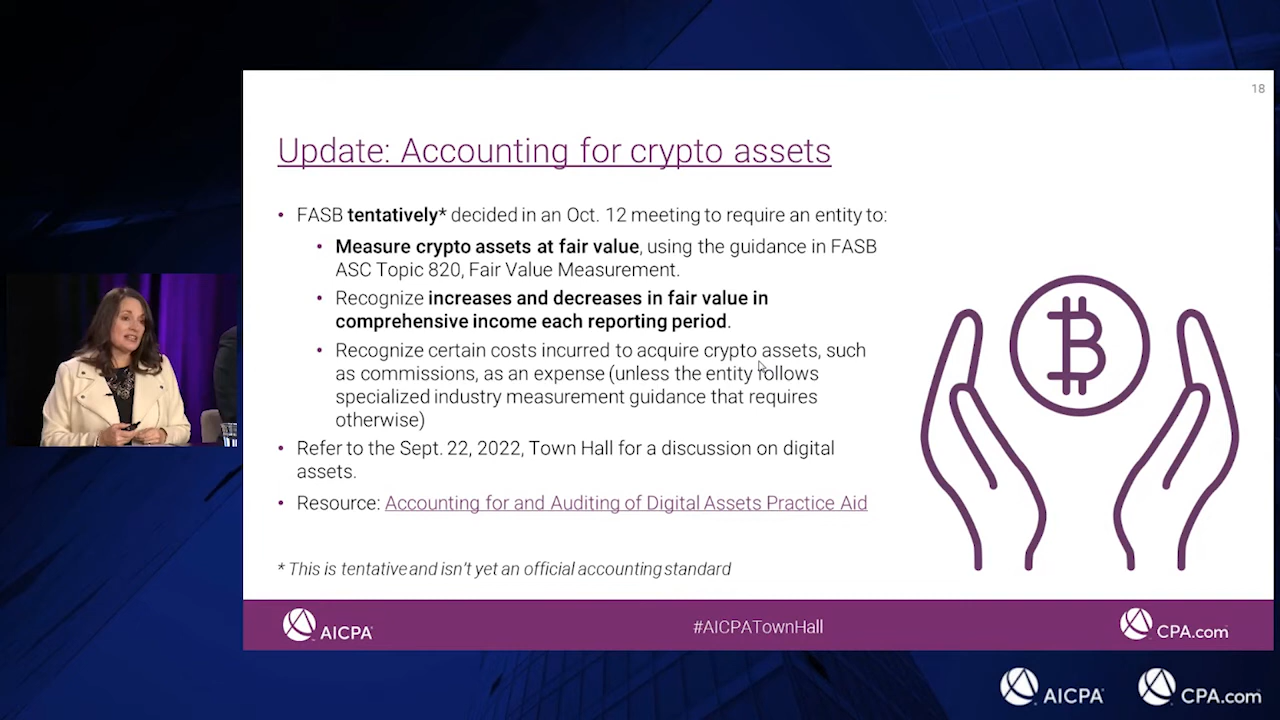 18
Update: Accounting for crypto assets
• FASB tentatively* decided in an Oct. 12 meeting to require an entity to:
• Measure crypto assets at fair value, using the guidance in FASB
ASC Topic 820, Fair Value Measurement.
• Recognize increases and decreases in fair value in
comprehensive income each reporting period.
• Recognize certain costs incurred to acquire crypto assets, such
as commissions, as an expense (unless the entity follows
specialized industry measurement guidance that requires
otherwise)
• Refer to the Sept. 22, 2022, Town Hall for a discussion on digital
assets.
• Resource: Accounting for and Auditing of Digital Assets Practice Aid
* This is tentative and isn't yet an official accounting standard
AICPA
#AICPATownHall
CPA.com
AICPA
CPA.com